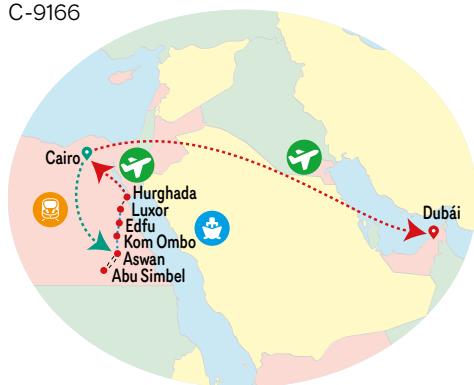 C-9166
Cairo
Hurghada
Luxor
Edfu
Kom Ombo
Aswan
Abu Simbel
Dubái